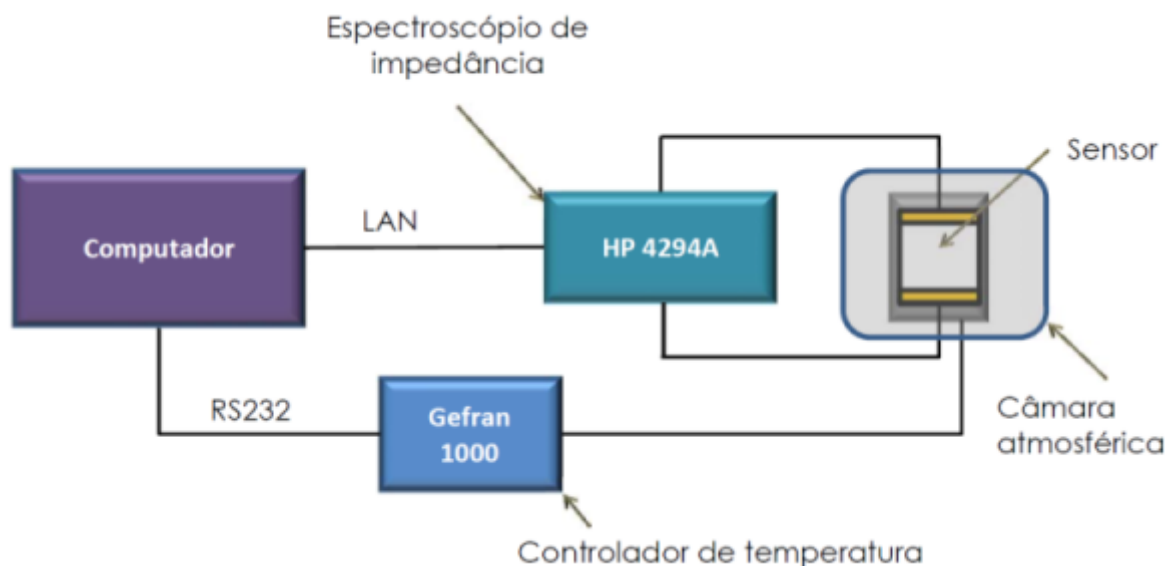 Espectroscópio de
impedância
Sensor
Computador
LAN
HP 4294A
RS232
Gefran
1000
Câmara
atmosférica
Controlador de temperatura